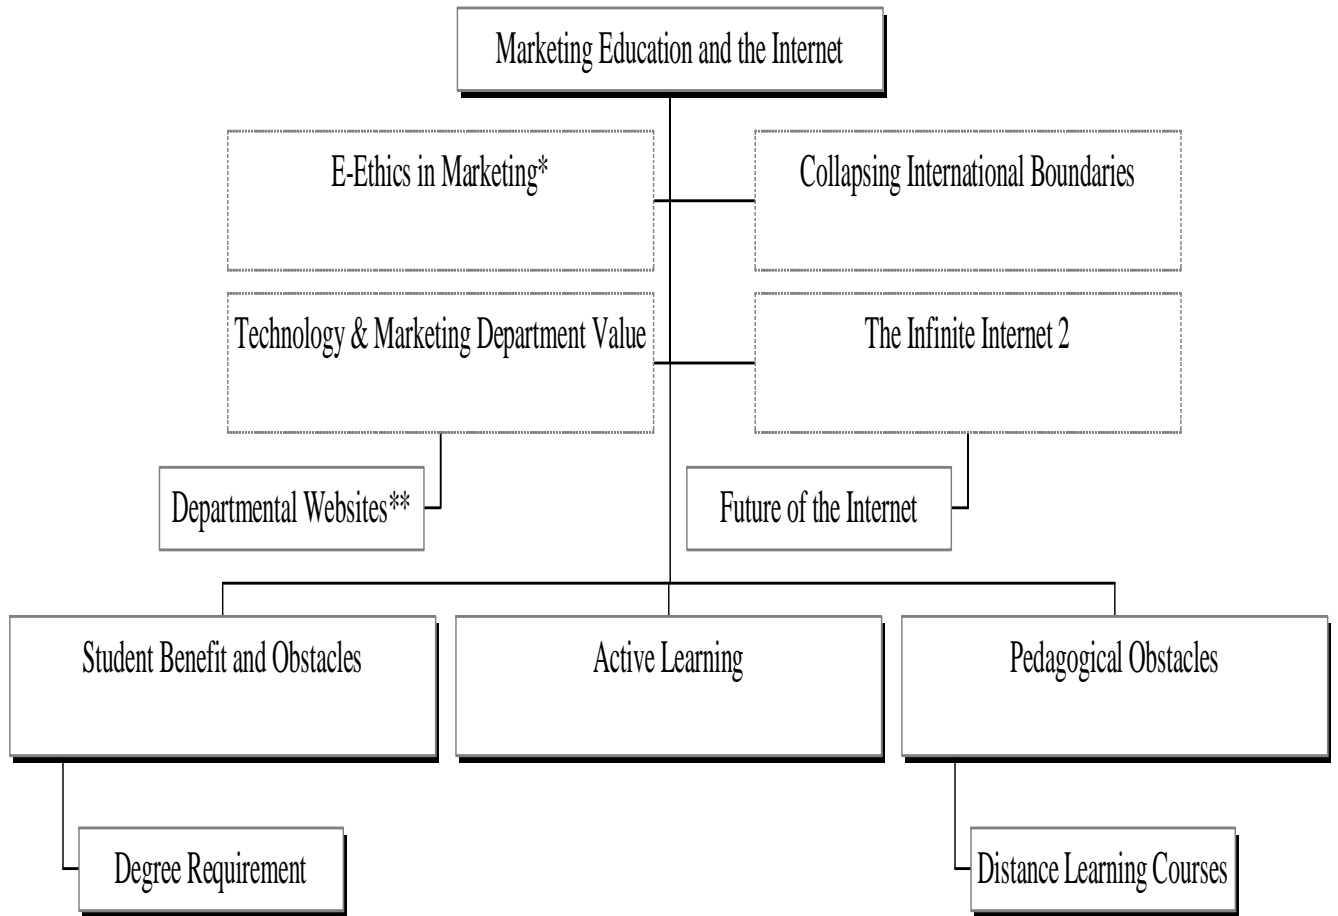 Marketing Education and the Internet
E-Ethics in Marketing*
Collapsing International Boundaries
Technology & Marketing Department Value
The Infinite Internet 2
Departmental Websites**
Future of the Internet
Student Benefit and Obstacles
Active Learning
Pedagogical Obstacles
Degree Requirement
Distance Learning Courses